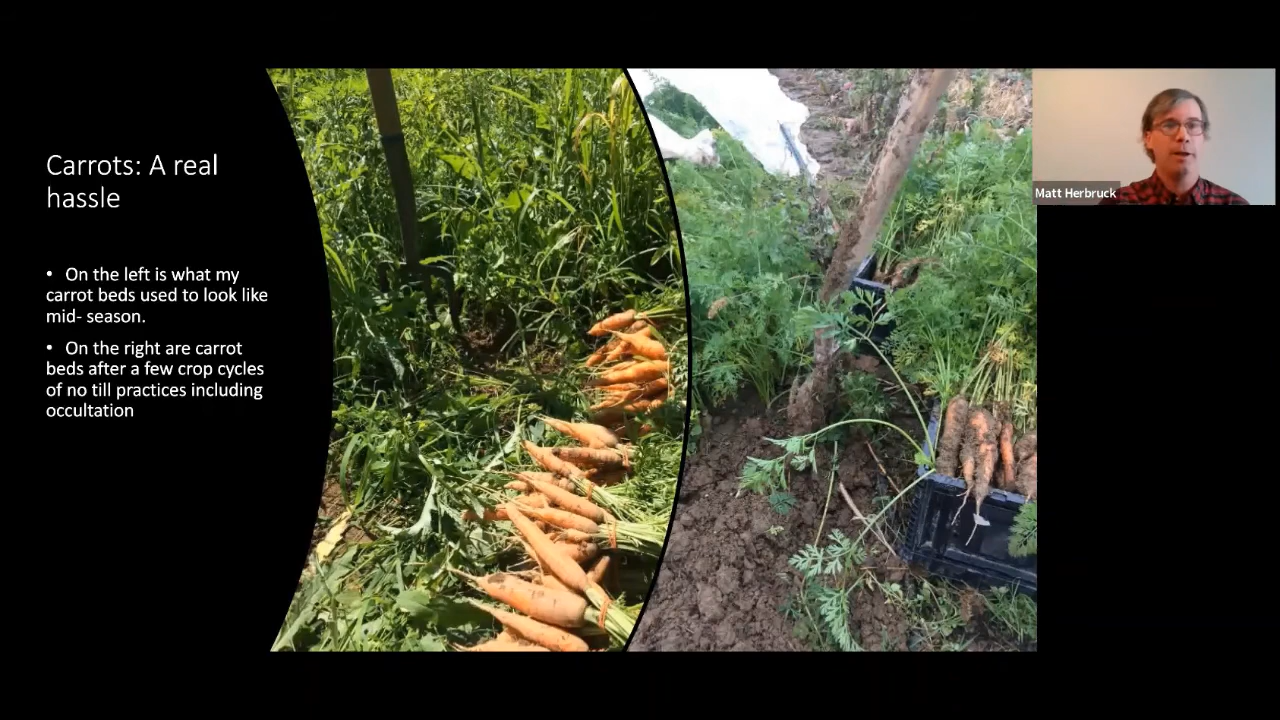 Carrots: A real
hassle
• On the left is what my
carrot beds used to look like
mid- season.
• On the right are carrot
beds after a few crop cycles
of no till practices including
occultation
Matt Herbruck